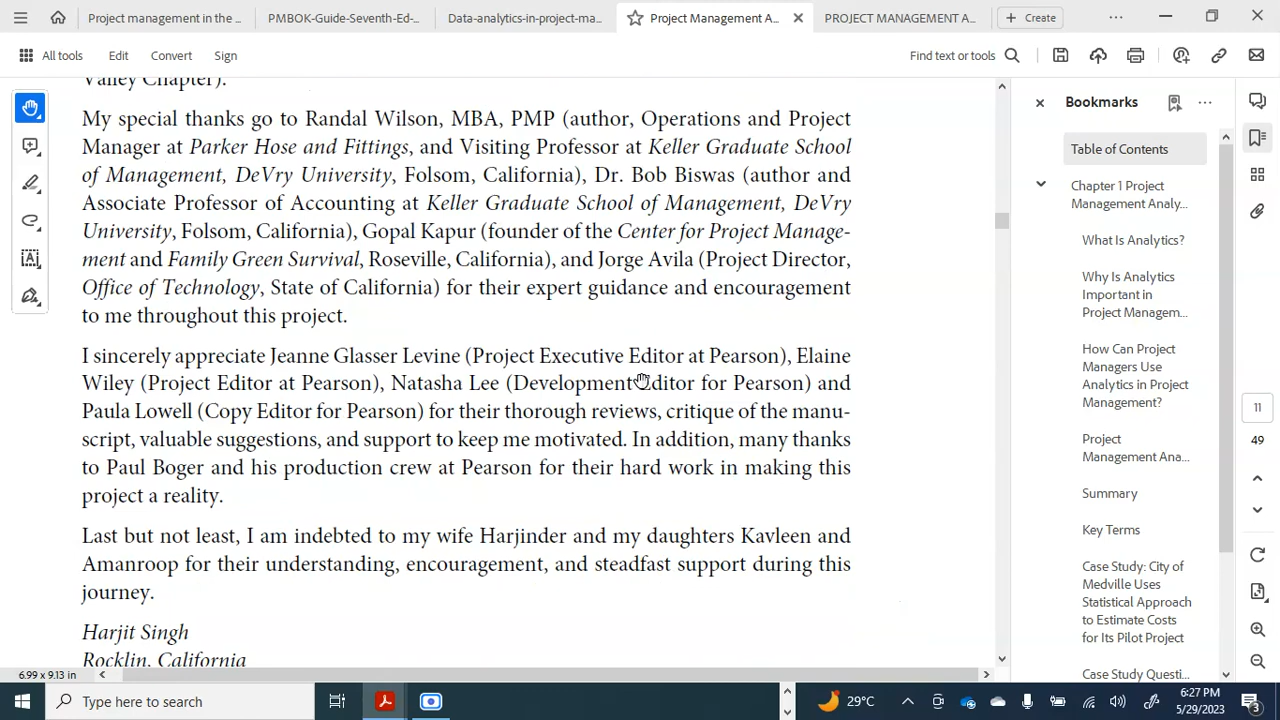 Project management in the ...
PMBOK-Guide-Seventh-Ed-...
Data-analytics-in-project-ma...
Project Management A...
PROJECT MANAGEMENT A...
Create
All tools
Edit
Convert
Sign
Find text or tools
Valley Chapter).
My special thanks go to Randal Wilson, MBA, PMP (author, Operations and Project
Manager at Parker Hose and Fittings, and Visiting Professor at Keller Graduate School
of Management, DeVry University, Folsom, California), Dr. Bob Biswas (author and
Associate Professor of Accounting at Keller Graduate School of Management, DeVry
University, Folsom, California), Gopal Kapur (founder of the Center for Project Manage-
ment and Family Green Survival, Roseville, California), and Jorge Avila (Project Director,
Office of Technology, State of California) for their expert guidance and encouragement
to me throughout this project.
I sincerely appreciate Jeanne Glasser Levine (Project Executive Editor at Pearson), Elaine
Wiley (Project Editor at Pearson), Natasha Lee (Development Editor for Pearson) and
Paula Lowell (Copy Editor for Pearson) for their thorough reviews, critique of the manu-
script, valuable suggestions, and support to keep me motivated. In addition, many thanks
to Paul Boger and his production crew at Pearson for their hard work in making this
project a reality.
Last but not least, I am indebted to my wife Harjinder and my daughters Kavleen and
Amanroop for their understanding, encouragement, and steadfast support during this
journey.
Harjit Singh
Rocklin, California
6.99 x 9.13 in
Bookmarks
Table of Contents
Chapter 1 Project
Management Analy...
What Is Analytics?
Why Is Analytics
Important in
Project Managem...
How Can Project
Managers Use
Analytics in Project
Management?
Project
Management Ana...
Summary
Key Terms
Case Study: City of
Medville Uses
Statistical Approach
to Estimate Costs
for Its Pilot Project
Case Study Questi...
11
49
Type here to search
29°C
6:27 PM
5/29/2023
3